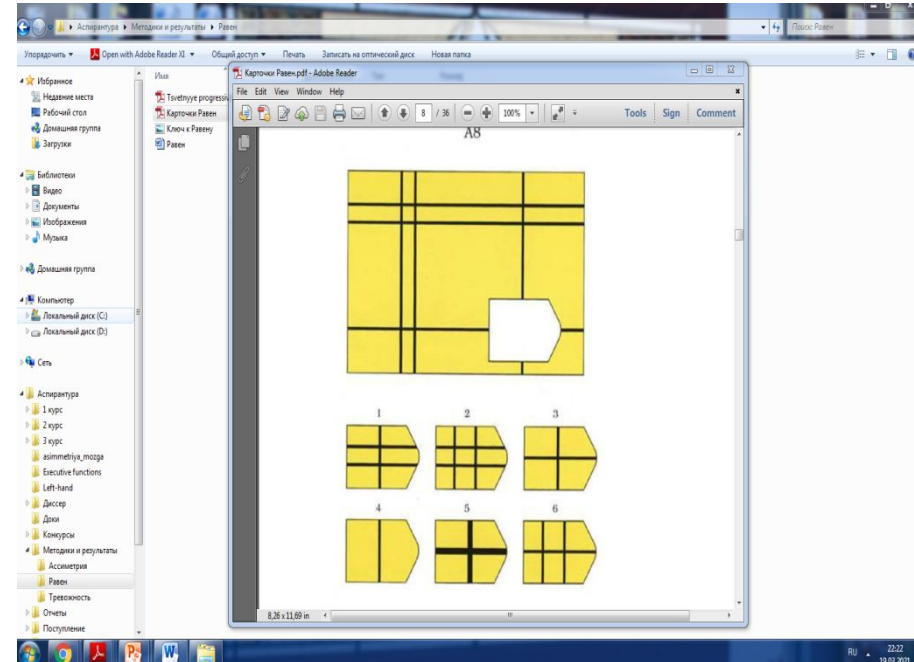 Аспирантура ▸ Методики и результаты ▸ Равен
Поиск: Равен
Упорядочить
Open with Adobe Reader XI
Общий доступ
Печать
Записать на оптический диск
Новая папка
Избранное
Недавние места
Рабочий стол
Домашняя группа
Загрузки
Библиотеки
Видео
Документы
Изображения
Музыка
Домашняя группа
Компьютер
Локальный диск (C:)
Локальный диск (D:)
Сеть
Аспирантура
1 курс
2 курс
3 курс
asimmetriya_mozga
Executive functions
Left-hand
Диссер
Доки
Конкурсы
Методики и результаты
Ассиметрия
Равен
Тревожность
Отчеты
Поступление
Имя
Tsvetnyye progressiv
Карточки Равен
Ключ к Равену
Равен
Карточки Равен.pdf - Adobe Reader
File Edit View Window Help
8 / 36 100% Tools Sign Comment
A8
1 2 3
4 5 6
8,26 x 11,69 in
RU 22:22
19.03.2021